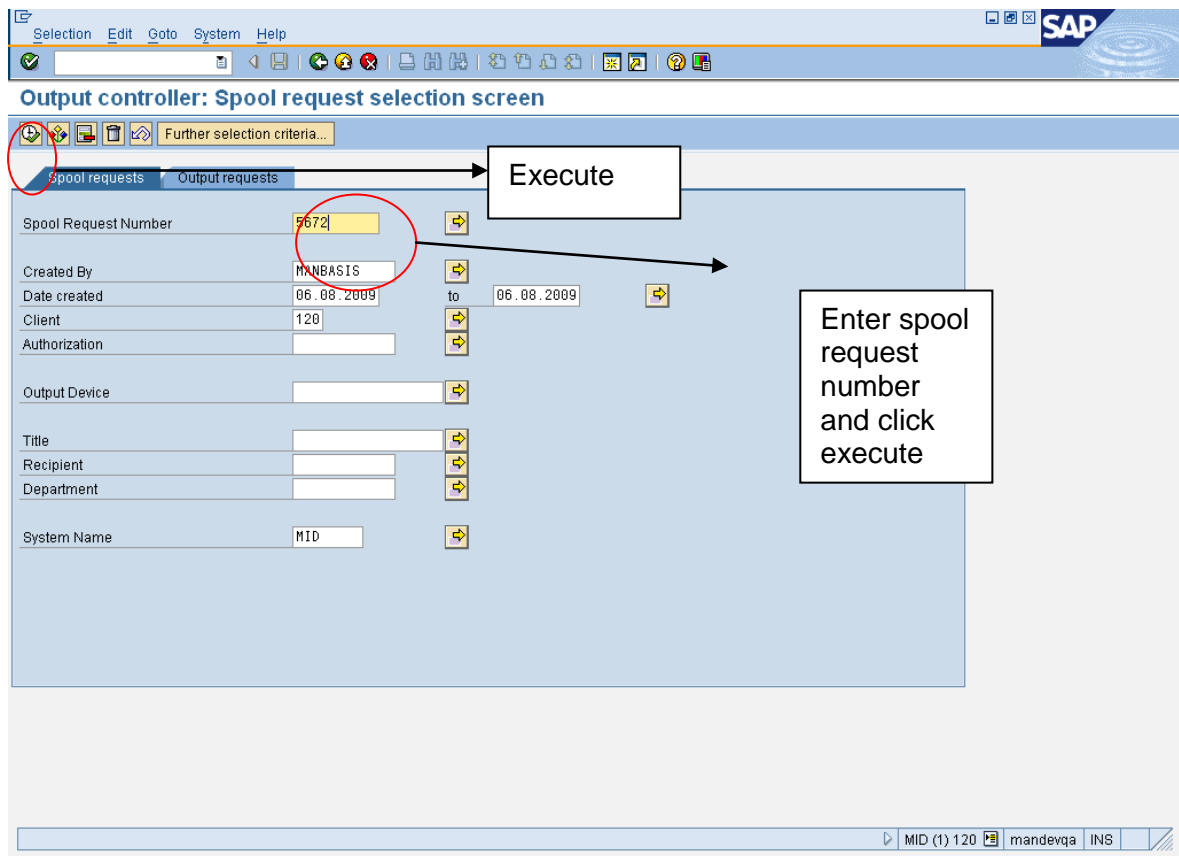 Selection Edit Goto System Help
SAP
Output controller: Spool request selection screen
Further selection criteria...
Spool requests Output requests
Execute
Spool Request Number 5672
Created By MANBASIS
Date created 06.08.2009 to 06.08.2009
Client 120
Authorization
Output Device
Title
Recipient
Department
System Name MID
Enter spool
request
number
and click
execute
MID (1) 120 mandevqa INS